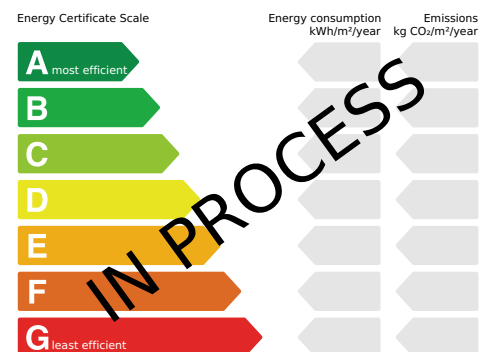 Energy Certificate Scale
Energy consumption
kWh/m²/year
Emissions
kg CO₂/m²/year
A most efficient
B
C
D
E
F
G least efficient
IN PROCESS